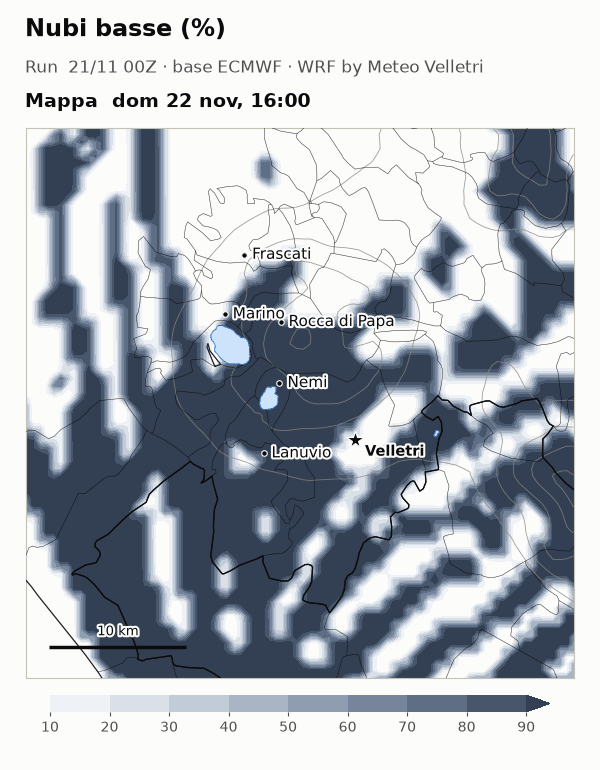 Nubi basse (%)
Run  21/11 00Z · base ECMWF · WRF by Meteo Velletri
Mappa  dom 22 nov, 16:00
Frascati
Marino
Rocca di Papa
Nemi
Lanuvio
Velletri
10 km
10 20 30 40 50 60 70 80 90